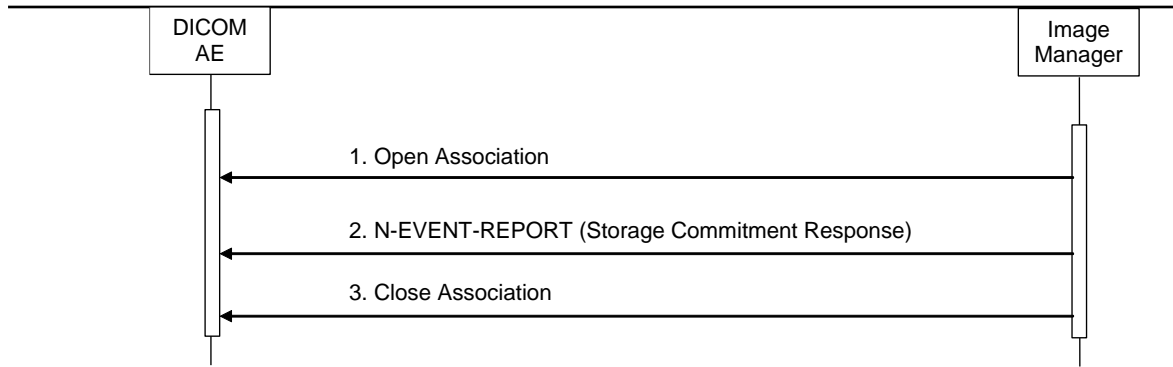 DICOM
AE
Image
Manager
1. Open Association
2. N-EVENT-REPORT (Storage Commitment Response)
3. Close Association